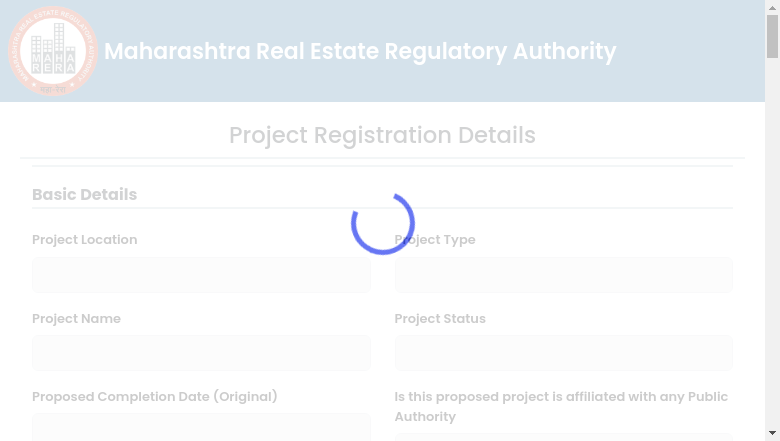 MAHARASHTRA REAL ESTATE REGULATORY AUTHORITY
MAHA
RERA
महा-रेरा
Maharashtra Real Estate Regulatory Authority
Project Registration Details
Basic Details
Project Location
Project Type
Project Name
Project Status
Proposed Completion Date (Original)
Is this proposed project is affiliated with any Public
Authority